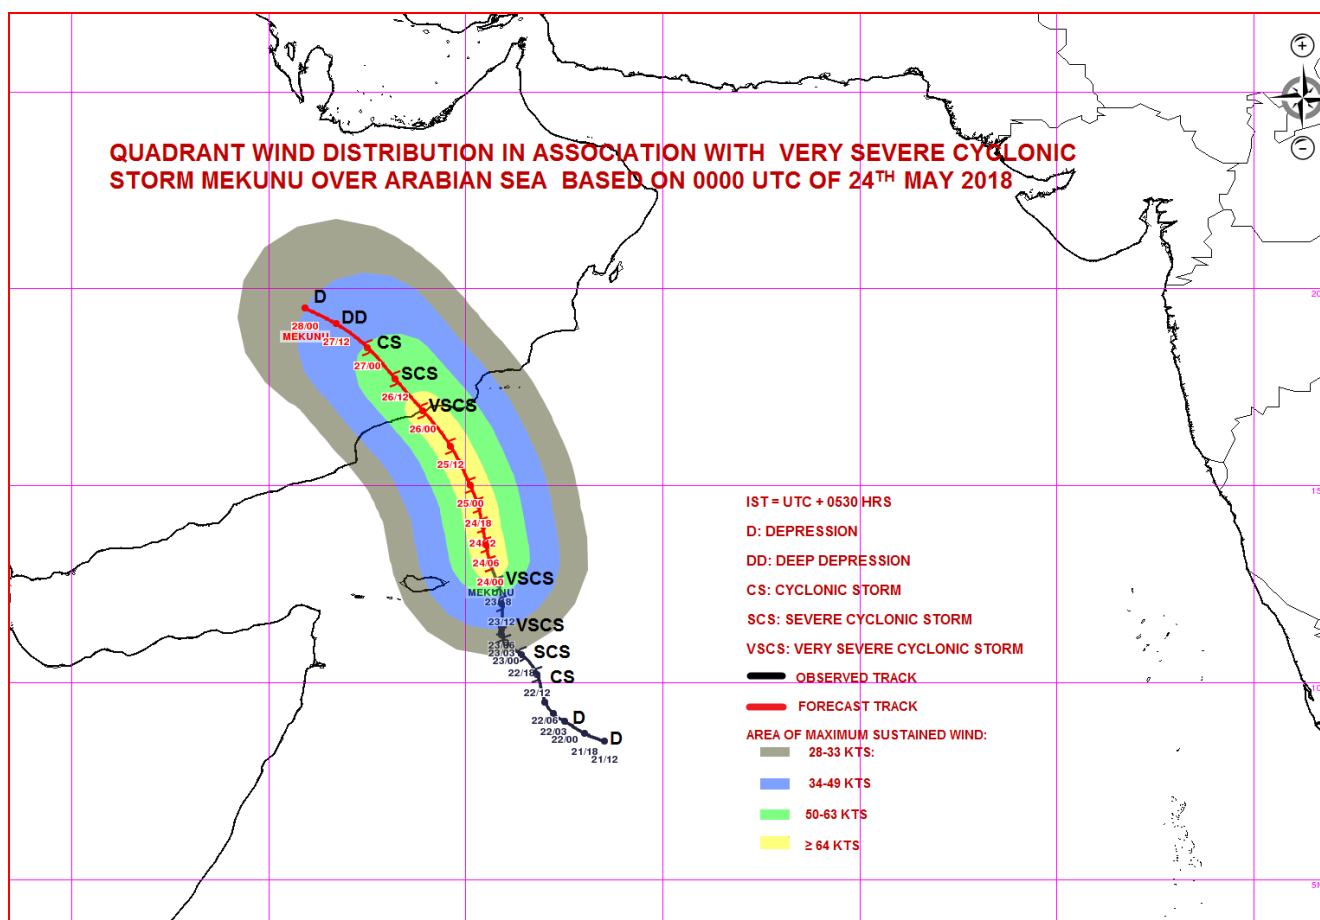 QUADRANT WIND DISTRIBUTION IN ASSOCIATION WITH VERY SEVERE CYCLONIC
STORM MEKUNU OVER ARABIAN SEA BASED ON 0000 UTC OF 24TH MAY 2018
D
28/00
MEKUNU
DD
27/12
CS
27/00
SCS
26/12
VSCS
26/00
25/12
25/00
24/18
24/12
24/06
24/00
VSCS
MEKUNU
23/18
23/12
VSCS
23/06
23/03
23/00
SCS
22/18
CS
22/12
22/06
D
22/03
22/00
21/18
D
21/12
20
15
10
5N
IST = UTC + 0530 HRS
D: DEPRESSION
DD: DEEP DEPRESSION
CS: CYCLONIC STORM
SCS: SEVERE CYCLONIC STORM
VSCS: VERY SEVERE CYCLONIC STORM
OBSERVED TRACK
FORECAST TRACK
AREA OF MAXIMUM SUSTAINED WIND:
28-33 KTS:
34-49 KTS
50-63 KTS
≥ 64 KTS